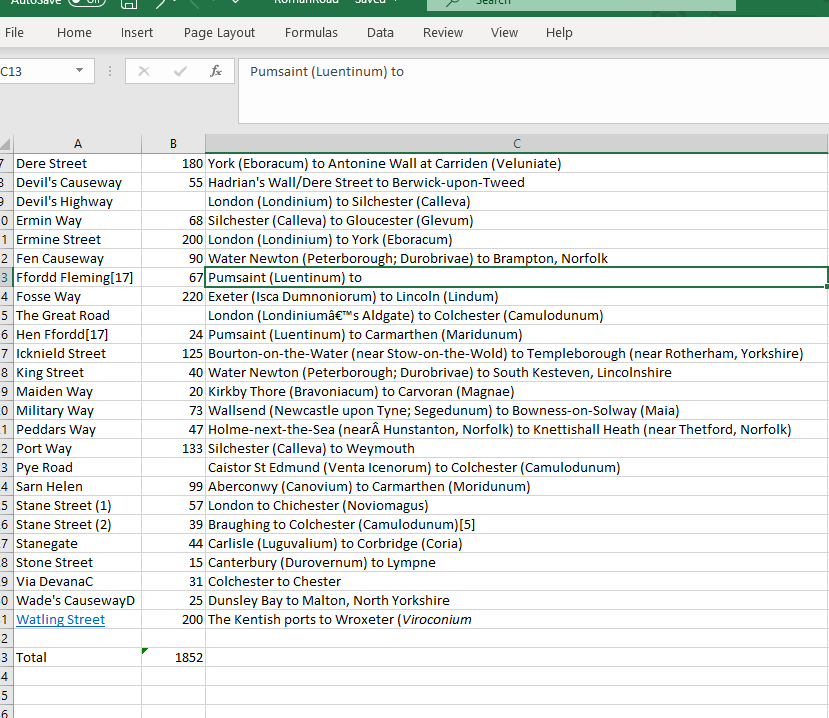 AutoSave Off RomanRoad Saved Search
File Home Insert Page Layout Formulas Data Review View Help
C13 fx Pumsaint (Luentinum) to
A B C
7 Dere Street 180 York (Eboracum) to Antonine Wall at Carriden (Veluniate)
8 Devil's Causeway 55 Hadrian's Wall/Dere Street to Berwick-upon-Tweed
9 Devil's Highway London (Londinium) to Silchester (Calleva)
0 Ermin Way 68 Silchester (Calleva) to Gloucester (Glevum)
1 Ermine Street 200 London (Londinium) to York (Eboracum)
2 Fen Causeway 90 Water Newton (Peterborough; Durobrivae) to Brampton, Norfolk
3 Ffordd Fleming[17] 67 Pumsaint (Luentinum) to
4 Fosse Way 220 Exeter (Isca Dumnoniorum) to Lincoln (Lindum)
5 The Great Road London (Londiniumâ€™s Aldgate) to Colchester (Camulodunum)
6 Hen Ffordd[17] 24 Pumsaint (Luentinum) to Carmarthen (Maridunum)
7 Icknield Street 125 Bourton-on-the-Water (near Stow-on-the-Wold) to Templeborough (near Rotherham, Yorkshire)
8 King Street 40 Water Newton (Peterborough; Durobrivae) to South Kesteven, Lincolnshire
9 Maiden Way 20 Kirkby Thore (Bravoniacum) to Carvoran (Magnae)
0 Military Way 73 Wallsend (Newcastle upon Tyne; Segedunum) to Bowness-on-Solway (Maia)
1 Peddars Way 47 Holme-next-the-Sea (nearÂ Hunstanton, Norfolk) to Knettishall Heath (near Thetford, Norfolk)
2 Port Way 133 Silchester (Calleva) to Weymouth
3 Pye Road Caistor St Edmund (Venta Icenorum) to Colchester (Camulodunum)
4 Sarn Helen 99 Aberconwy (Canovium) to Carmarthen (Moridunum)
5 Stane Street (1) 57 London to Chichester (Noviomagus)
6 Stane Street (2) 39 Braughing to Colchester (Camulodunum)[5]
7 Stanegate 44 Carlisle (Luguvalium) to Corbridge (Coria)
8 Stone Street 15 Canterbury (Durovernum) to Lympne
9 Via DevanaC 31 Colchester to Chester
0 Wade's CausewayD 25 Dunsley Bay to Malton, North Yorkshire
1 Watling Street 200 The Kentish ports to Wroxeter (Viroconium
2
3 Total 1852
4
5
6